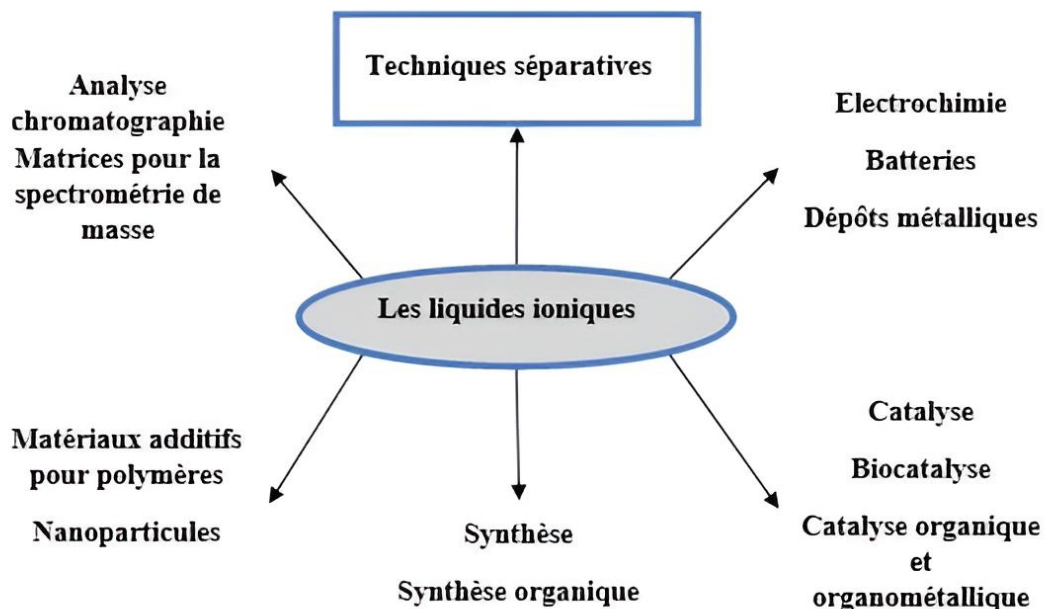 Techniques séparatives
Analyse
chromatographie
Matrices pour la
spectrométrie de
masse
Electrochimie
Batteries
Dépôts métalliques
Les liquides ioniques
Matériaux additifs
pour polymères
Nanoparticules
Synthèse
Synthèse organique
Catalyse
Biocatalyse
Catalyse organique
et
organométallique